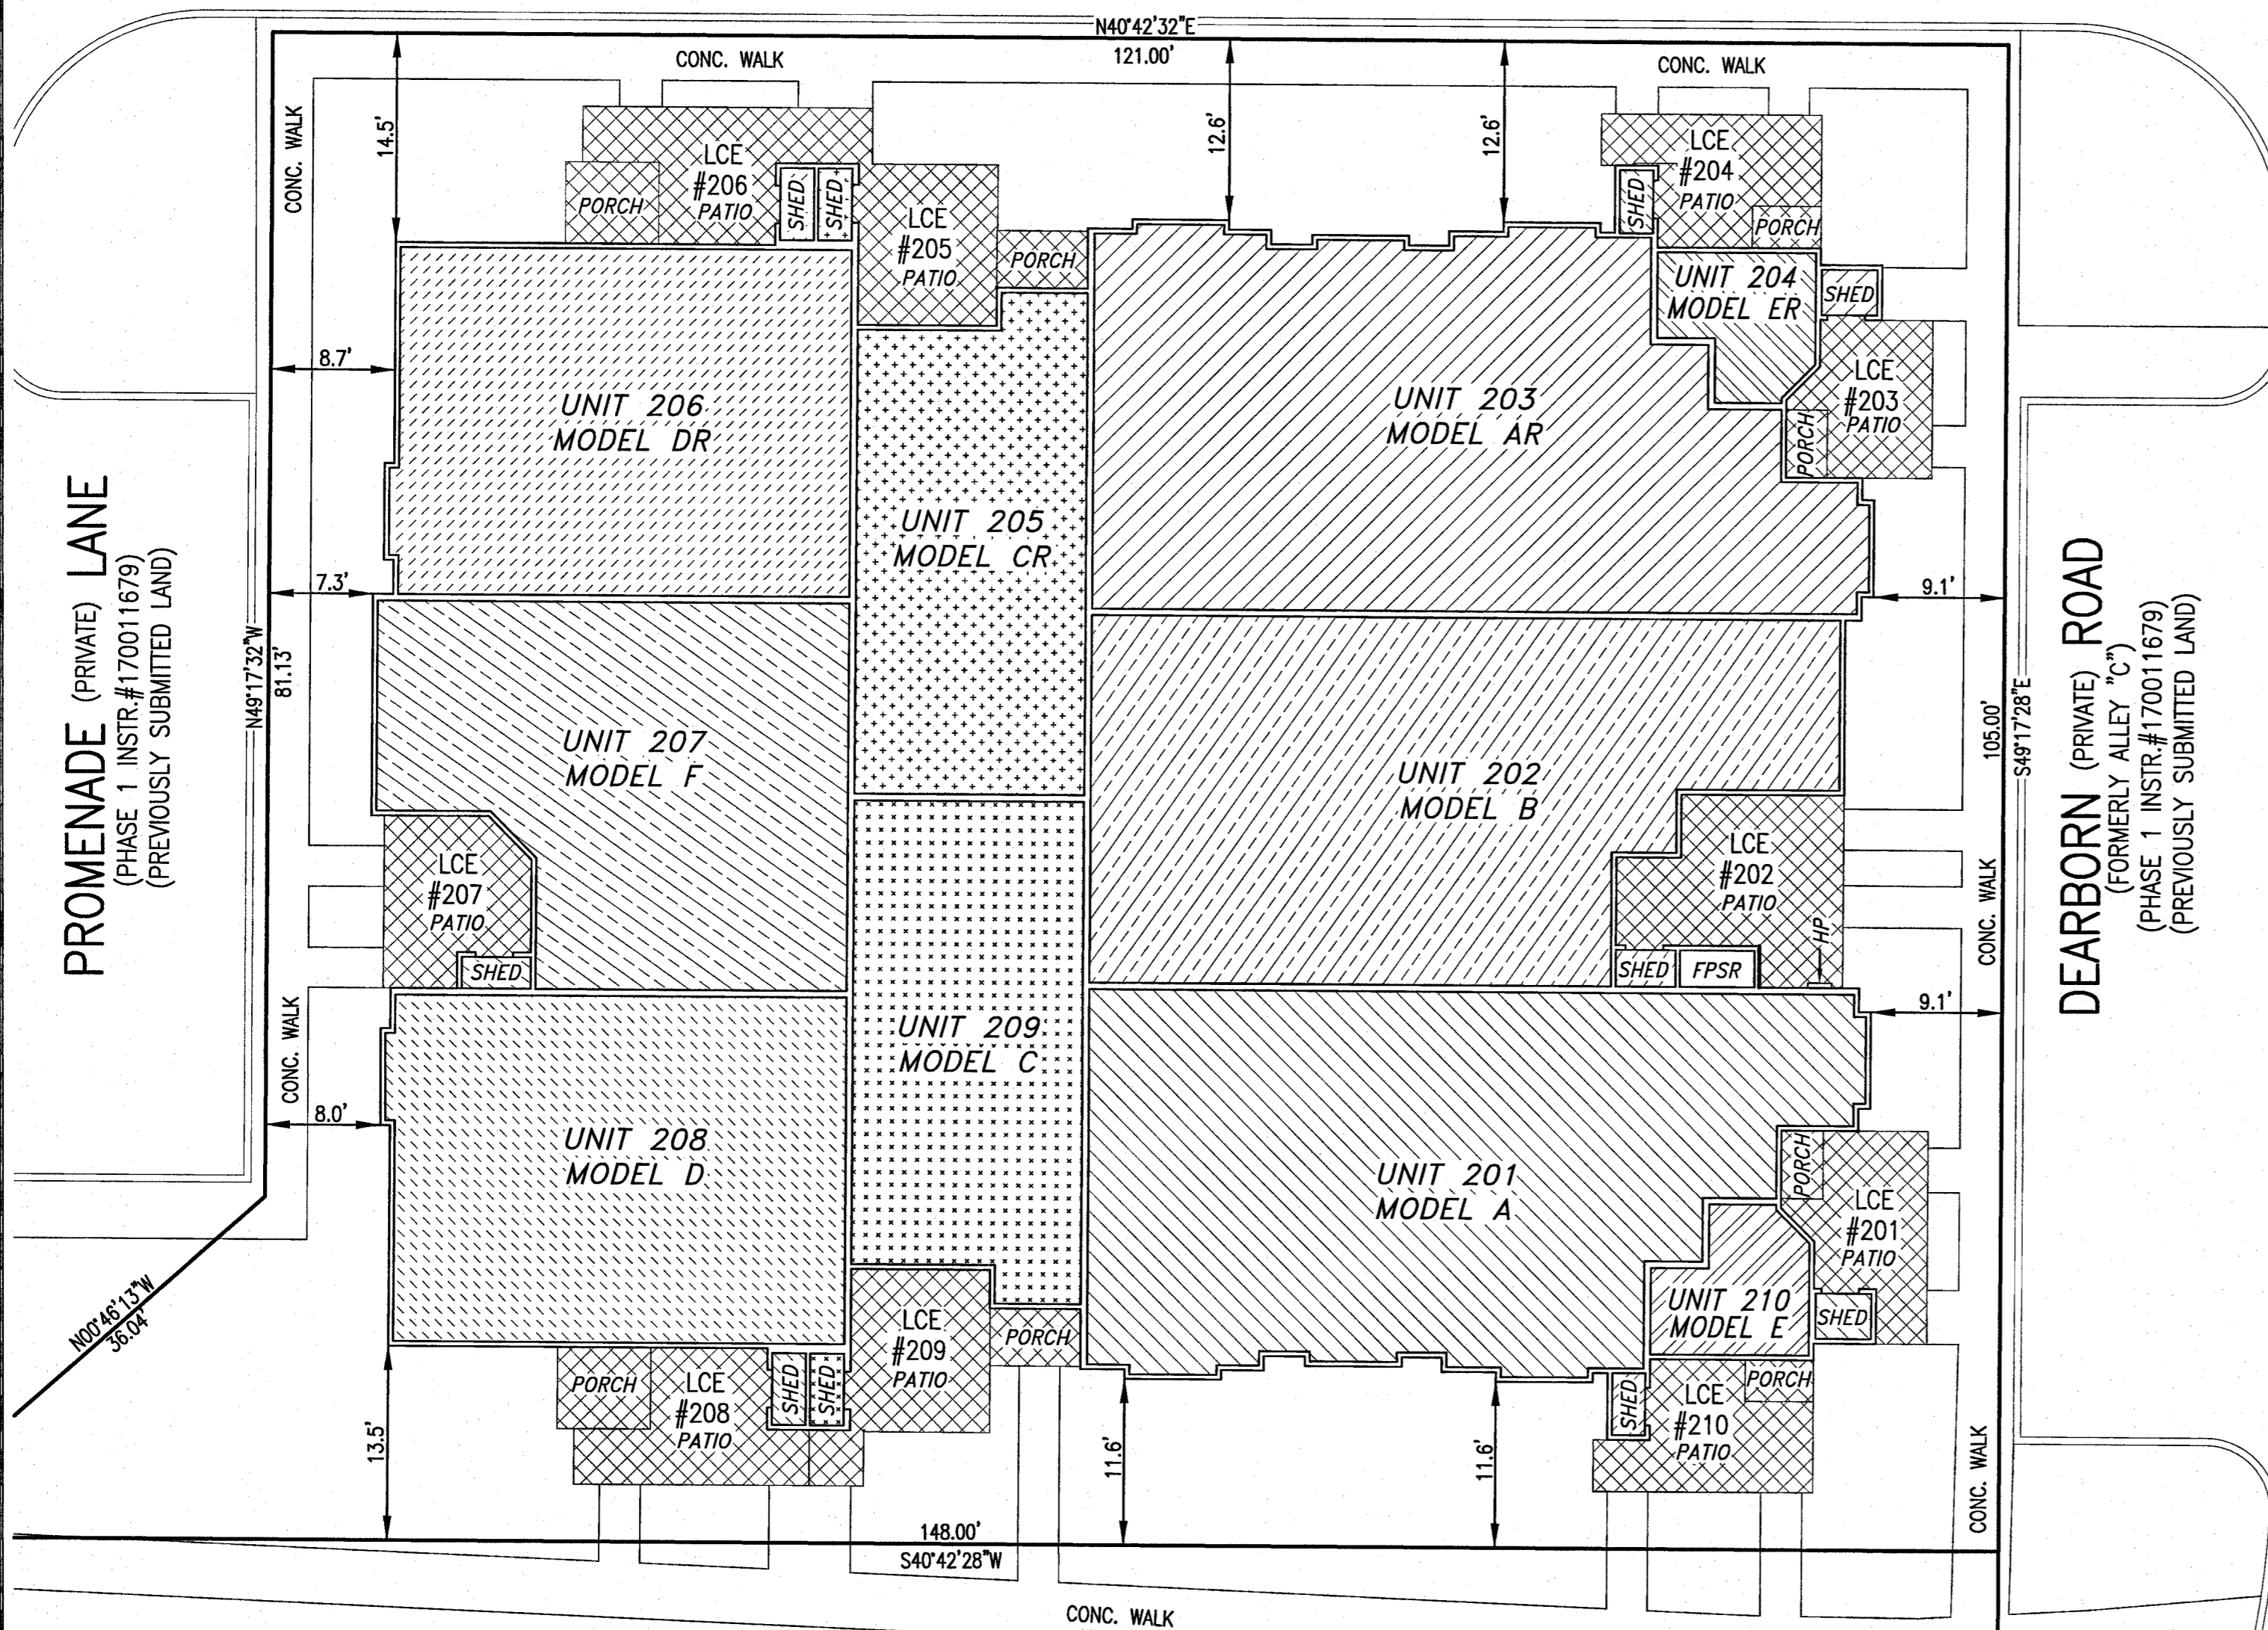 N40°42'32"E
121.00'
CONC. WALK
CONC. WALK
CONC. WALK
14.5'
12.6'
12.6'
LCE
#206
PATIO
PORCH
SHED
SHED
LCE
#205
PATIO
PORCH
SHED
LCE
#204
PATIO
PORCH
UNIT 204
MODEL ER
SHED
LCE
#203
PATIO
PORCH
8.7'
UNIT 206
MODEL DR
UNIT 203
MODEL AR
UNIT 205
MODEL CR
PROMENADE (PRIVATE) LANE
(PHASE 1 INSTR.#170011679)
(PREVIOUSLY SUBMITTED LAND)
7.3'
N49°17'32"W
81.13'
9.1'
DEARBORN (PRIVATE) ROAD
(FORMERLY ALLEY "C")
(PHASE 1 INSTR.#170011679)
(PREVIOUSLY SUBMITTED LAND)
105.00'
S49°17'28"E
UNIT 207
MODEL F
UNIT 202
MODEL B
LCE
#207
PATIO
SHED
LCE
#202
PATIO
HP
SHED
FPSR
CONC. WALK
CONC. WALK
9.1'
UNIT 209
MODEL C
8.0'
UNIT 208
MODEL D
UNIT 201
MODEL A
PORCH
LCE
#201
PATIO
SHED
UNIT 210
MODEL E
N00°46'13"W
36.04'
PORCH
LCE
#208
PATIO
SHED
SHED
LCE
#209
PATIO
PORCH
SHED
LCE
#210
PATIO
PORCH
13.5'
11.6'
11.6'
CONC. WALK
148.00'
S40°42'28"W
CONC. WALK